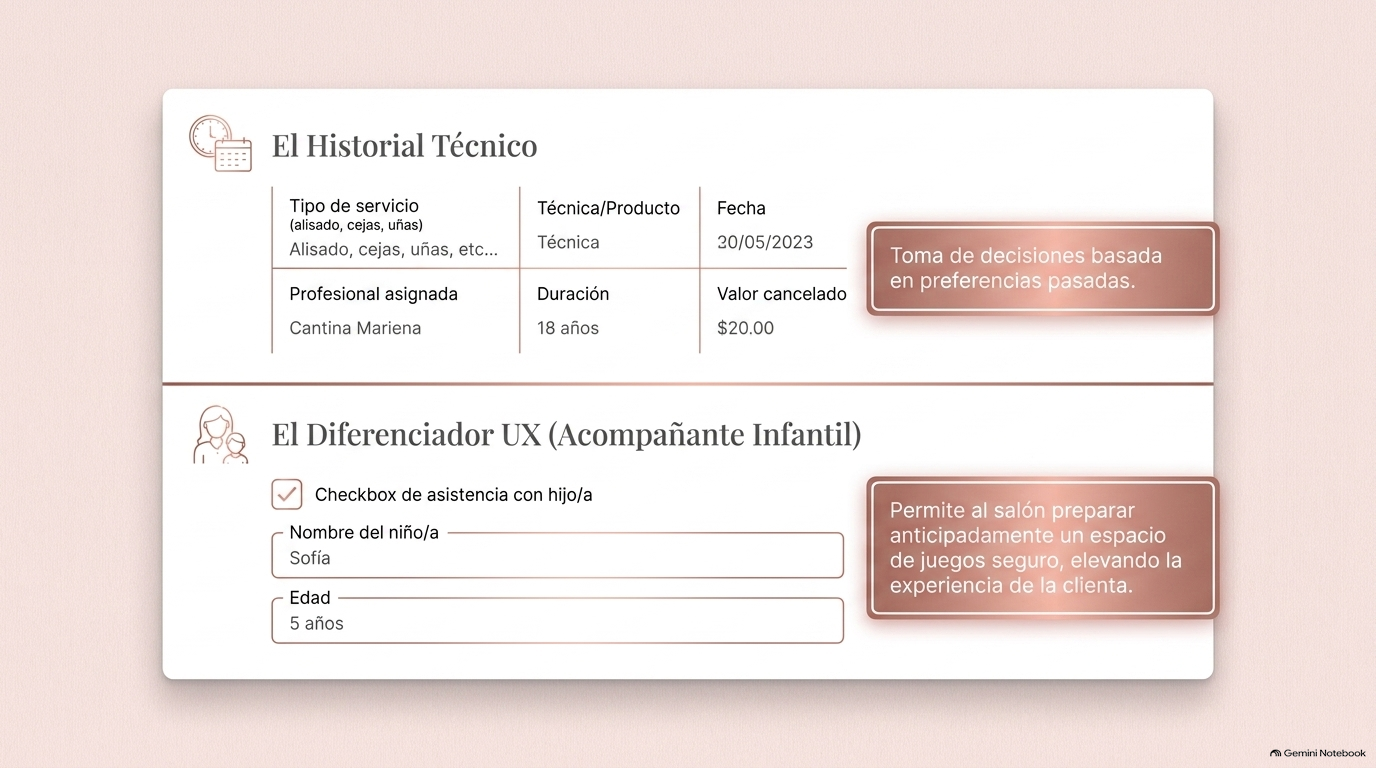 El Historial Técnico
Tipo de servicio
(alisado, cejas, uñas)
Alisado, cejas, uñas, etc...
Técnica/Producto
Técnica
Fecha
30/05/2023
Profesional asignada
Cantina Mariena
Duración
18 años
Valor cancelado
$20.00
Toma de decisiones basada
en preferencias pasadas.
El Diferenciador UX (Acompañante Infantil)
Checkbox de asistencia con hijo/a
Nombre del niño/a
Sofía
Edad
5 años
Permite al salón preparar
anticipadamente un espacio
de juegos seguro, elevando la
experiencia de la clienta.
Gemini Notebook